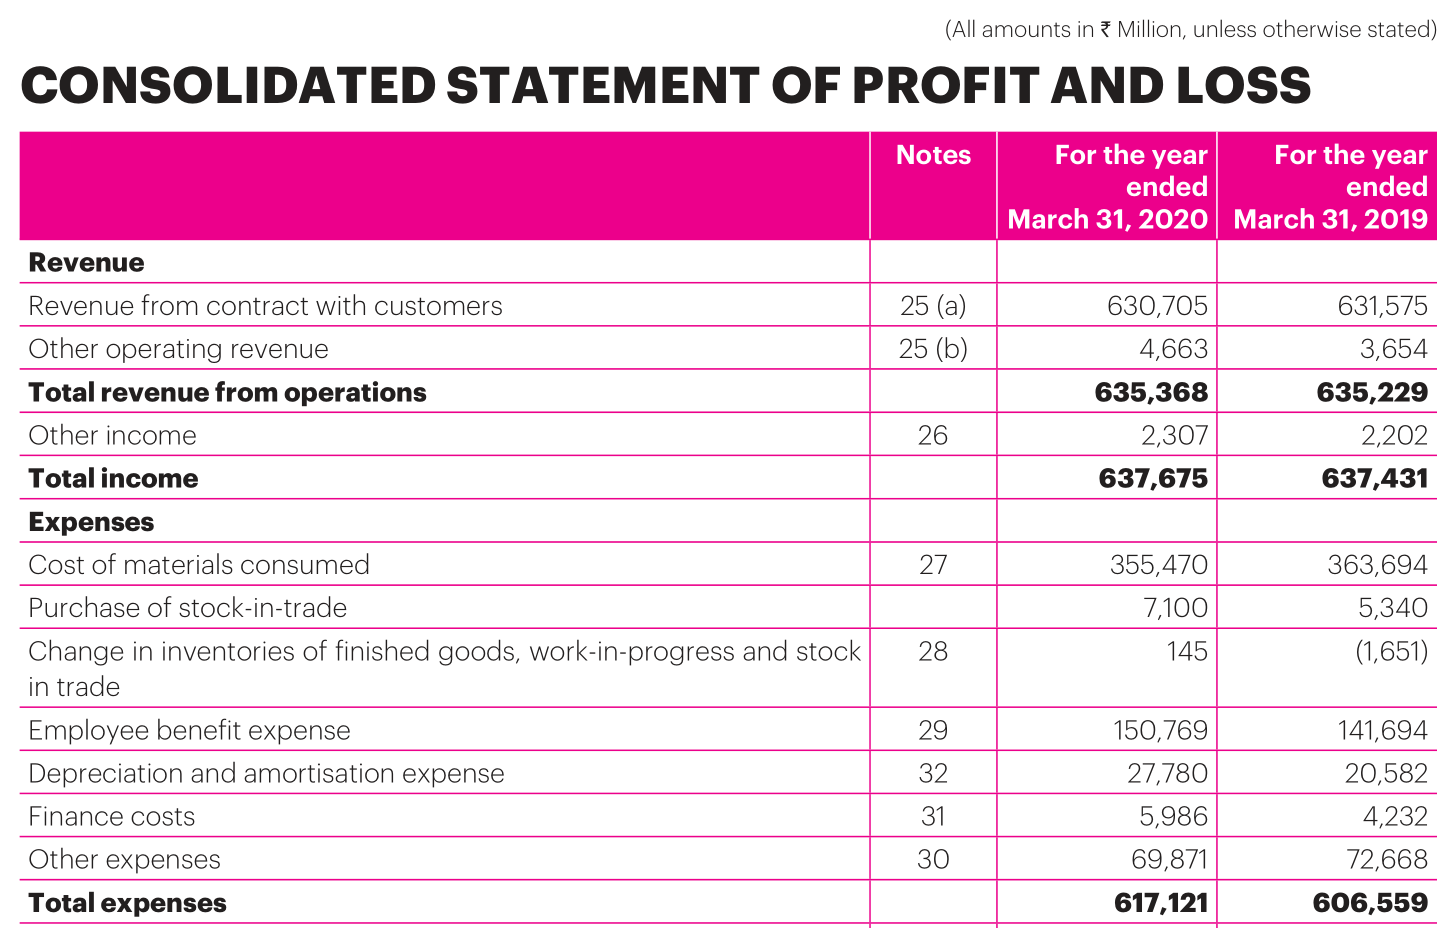 (All amounts in ₹ Million, unless otherwise stated)
CONSOLIDATED STATEMENT OF PROFIT AND LOSS
Notes For the year ended March 31, 2020 For the year ended March 31, 2019
Revenue
Revenue from contract with customers 25 (a) 630,705 631,575
Other operating revenue 25 (b) 4,663 3,654
Total revenue from operations 635,368 635,229
Other income 26 2,307 2,202
Total income 637,675 637,431
Expenses
Cost of materials consumed 27 355,470 363,694
Purchase of stock-in-trade 7,100 5,340
Change in inventories of finished goods, work-in-progress and stock 28 145 (1,651)
in trade
Employee benefit expense 29 150,769 141,694
Depreciation and amortisation expense 32 27,780 20,582
Finance costs 31 5,986 4,232
Other expenses 30 69,871 72,668
Total expenses 617,121 606,559